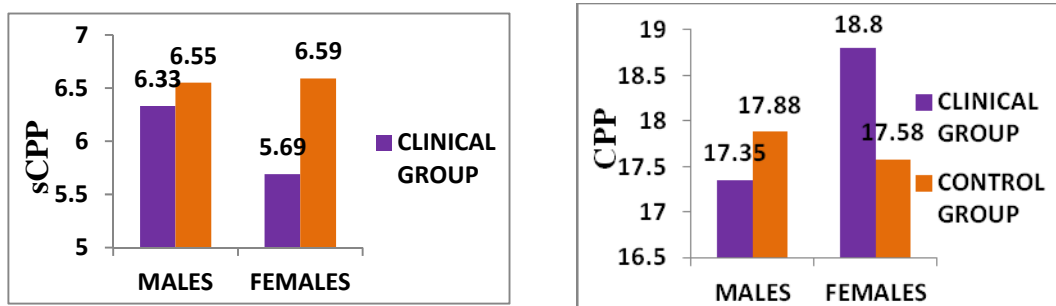 sCPP
7
6.5
6
5.5
5
6.33
6.55
5.69
6.59
MALES
FEMALES
CLINICAL
GROUP
CPP
19
18.5
18
17.5
17
16.5
17.35
17.88
18.8
17.58
MALES
FEMALES
CLINICAL
GROUP
CONTROL
GROUP